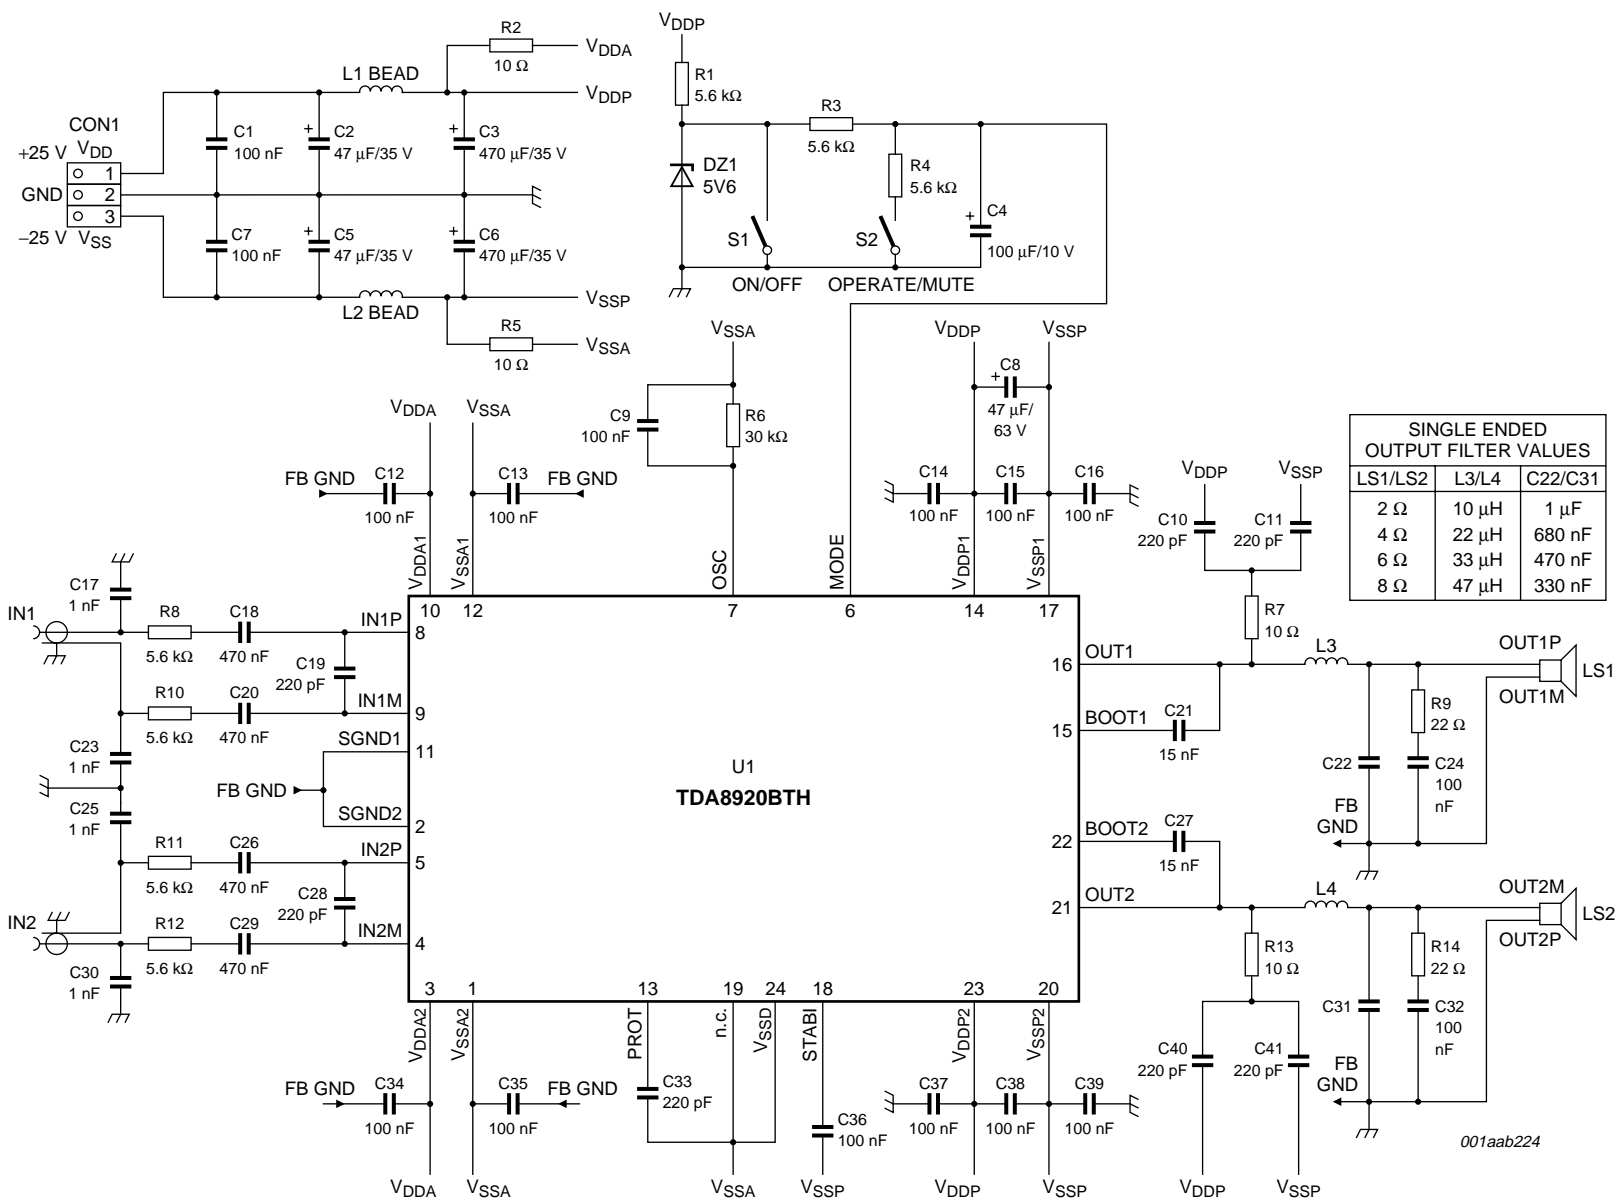 R2
10 Ω
VDDA
L1 BEAD
VDDP
CON1
+25 V VDD
1
GND
2
3
−25 V VSS
C1
100 nF
C2
47 µF/35 V
C3
470 µF/35 V
C7
100 nF
C5
47 µF/35 V
C6
470 µF/35 V
L2 BEAD
VSSP
R5
10 Ω
VSSA
VDDP
R1
5.6 kΩ
R3
5.6 kΩ
DZ1
5V6
R4
5.6 kΩ
S1
S2
C4
100 µF/10 V
ON/OFF
OPERATE/MUTE
VDDA
VSSA
FB GND
C12
100 nF
C13
100 nF
FB GND
VSSA
C9
100 nF
R6
30 kΩ
VDDP
VSSP
C8
47 µF/
63 V
C14
100 nF
C15
100 nF
C16
100 nF
VDDP
VSSP
C10
220 pF
C11
220 pF
R7
10 Ω
SINGLE ENDED
OUTPUT FILTER VALUES
LS1/LS2 L3/L4 C22/C31
2 Ω 10 µH 1 µF
4 Ω 22 µH 680 nF
6 Ω 33 µH 470 nF
8 Ω 47 µH 330 nF
VDDA1
VSSA1
OSC
MODE
VDDP1
VSSP1
10
12
7
6
14
17
C17
1 nF
IN1
R8
5.6 kΩ
C18
470 nF
IN1P
8
C19
220 pF
R10
5.6 kΩ
C20
470 nF
IN1M
9
C23
1 nF
SGND1
11
FB GND
SGND2
2
C25
1 nF
R11
5.6 kΩ
C26
470 nF
IN2P
5
C28
220 pF
IN2
R12
5.6 kΩ
C29
470 nF
IN2M
4
C30
1 nF
U1
TDA8920BTH
16
OUT1
L3
OUT1P
LS1
OUT1M
15
BOOT1
C21
15 nF
R9
22 Ω
C22
C24
100
nF
FB
GND
22
BOOT2
C27
15 nF
21
OUT2
L4
OUT2M
LS2
OUT2P
R13
10 Ω
R14
22 Ω
C31
C32
100
nF
FB
GND
C40
220 pF
C41
220 pF
VDDP
VSSP
3
1
13
19
24
18
23
20
VDDA2
VSSA2
PROT
n.c.
VSSD
STABI
VDDP2
VSSP2
FB GND
C34
100 nF
C35
100 nF
FB GND
C33
220 pF
C36
100 nF
C37
100 nF
C38
100 nF
C39
100 nF
VDDA
VSSA
VSSA
VSSP
VDDP
VSSP
001aab224